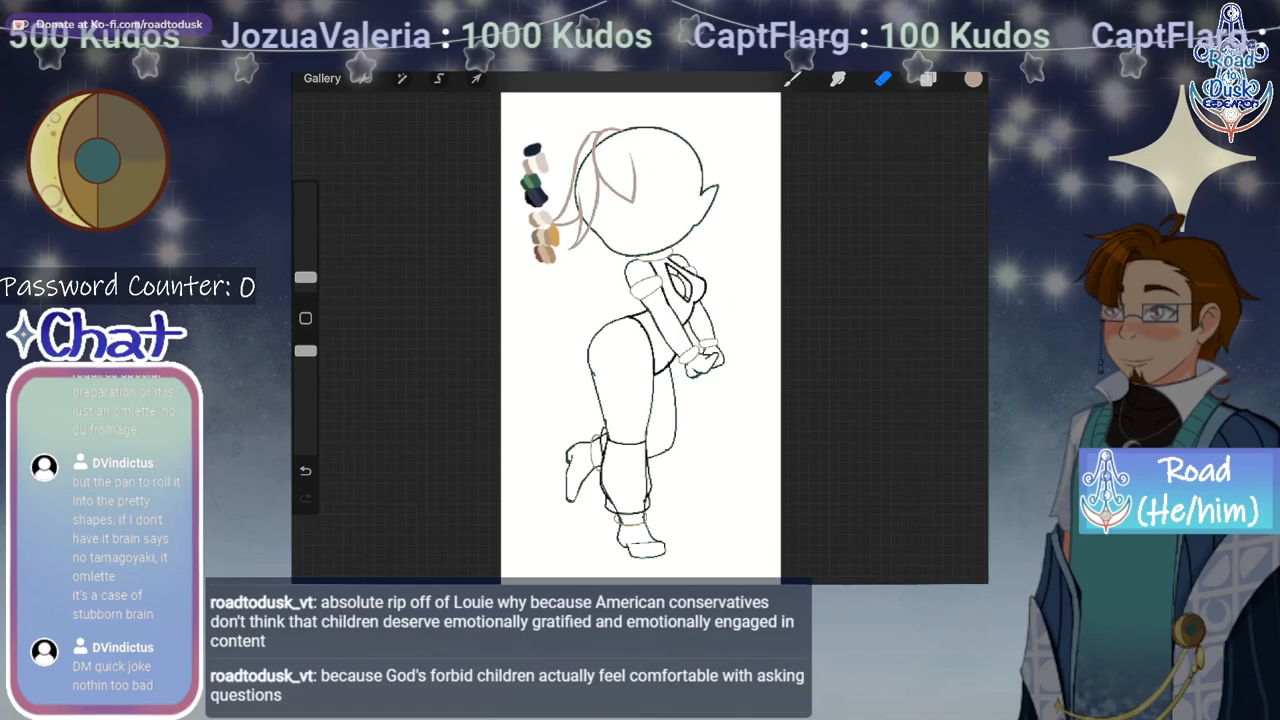 Donate at Ko-fi.com/roadtodusk
500 Kudos JozuaValeria : 1000 Kudos CaptFlarg : 100 Kudos CaptFlarg :
Road
to
Dusk
Gallery
Password Counter: 0
Chat
requires special
preparation or it is
just an omlette, no
du fromage
DVindictus
but the pan to roll it
into the pretty
shapes, if I don't
have it brain says
no tamagoyaki, it
omlette
it's a case of
stubborn brain
DVindictus
DM quick joke
nothin too bad
roadtodusk_vt: absolute rip off of Louie why because American conservatives
don't think that children deserve emotionally gratified and emotionally engaged in
content
roadtodusk_vt: because God's forbid children actually feel comfortable with asking
questions
Road
(He/him)